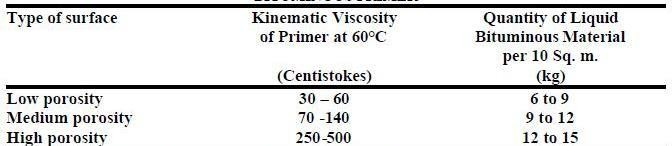 Type of surface Kinematic Viscosity Quantity of Liquid
of Primer at 60°C Bituminous Material
per 10 Sq. m.
(Centistokes) (kg)
Low porosity 30 – 60 6 to 9
Medium porosity 70 -140 9 to 12
High porosity 250-500 12 to 15